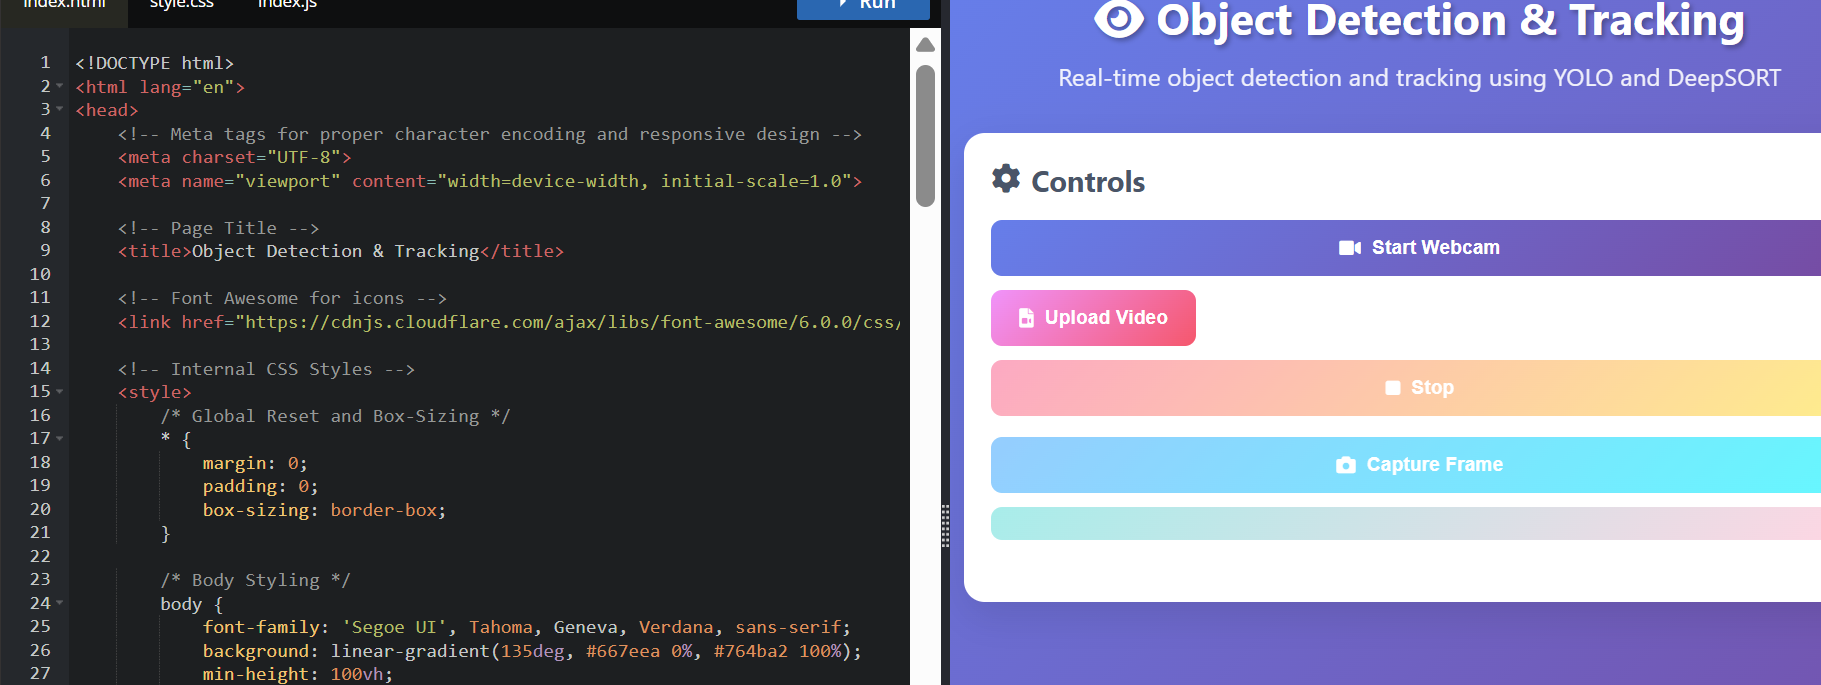 index.html
style.css
index.js
Run
1 <!DOCTYPE html>
2 <html lang="en">
3 <head>
4 <!-- Meta tags for proper character encoding and responsive design -->
5 <meta charset="UTF-8">
6 <meta name="viewport" content="width=device-width, initial-scale=1.0">
7
8 <!-- Page Title -->
9 <title>Object Detection & Tracking</title>
10
11 <!-- Font Awesome for icons -->
12 <link href="https://cdnjs.cloudflare.com/ajax/libs/font-awesome/6.0.0/css/
13
14 <!-- Internal CSS Styles -->
15 <style>
16 /* Global Reset and Box-Sizing */
17 * {
18 margin: 0;
19 padding: 0;
20 box-sizing: border-box;
21 }
22
23 /* Body Styling */
24 body {
25 font-family: 'Segoe UI', Tahoma, Geneva, Verdana, sans-serif;
26 background: linear-gradient(135deg, #667eea 0%, #764ba2 100%);
27 min-height: 100vh;
Object Detection & Tracking
Real-time object detection and tracking using YOLO and DeepSORT
Controls
Start Webcam
Upload Video
Stop
Capture Frame